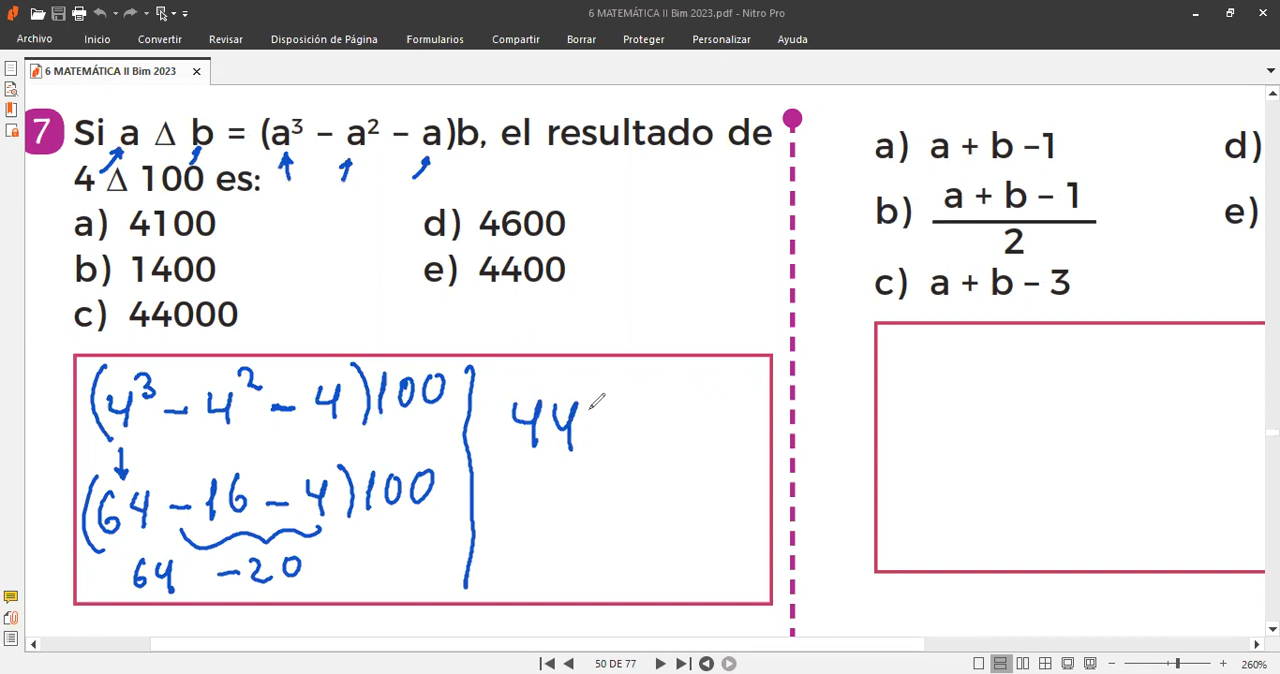 6 MATEMÁTICA II Bim 2023.pdf - Nitro Pro
Archivo Inicio Convertir Revisar Disposición de Página Formularios Compartir Borrar Proteger Personalizar Ayuda
6 MATEMÁTICA II Bim 2023
7 Si a Δ b = (a³ – a² – a)b, el resultado de
4 Δ 100 es:
a) 4100
b) 1400
c) 44000
d) 4600
e) 4400
(4³ – 4² – 4)100
(64 – 16 – 4)100
64 – 20
44
a) a + b –1
b) a + b – 1
2
c) a + b – 3
d)
e)
50 DE 77
260%